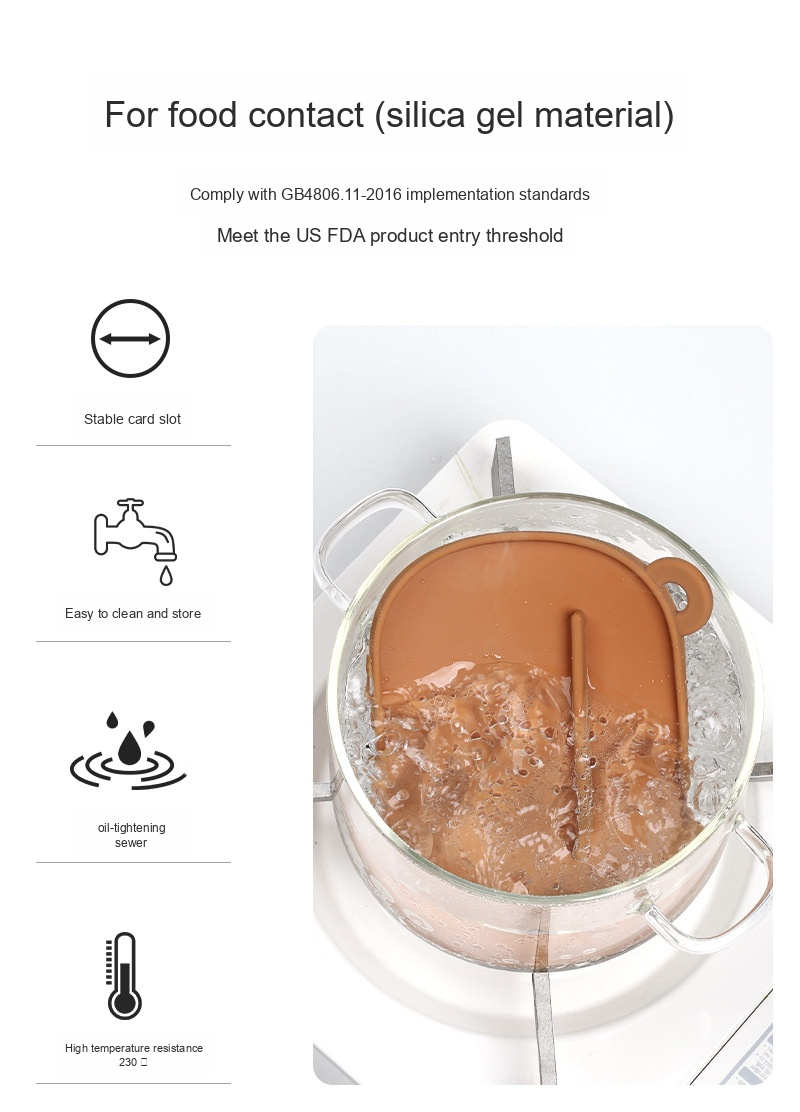 For food contact (silica gel material)
Comply with GB4806.11-2016 implementation standards
Meet the US FDA product entry threshold
Stable card slot
Easy to clean and store
oil-tightening
sewer
High temperature resistance
230 □